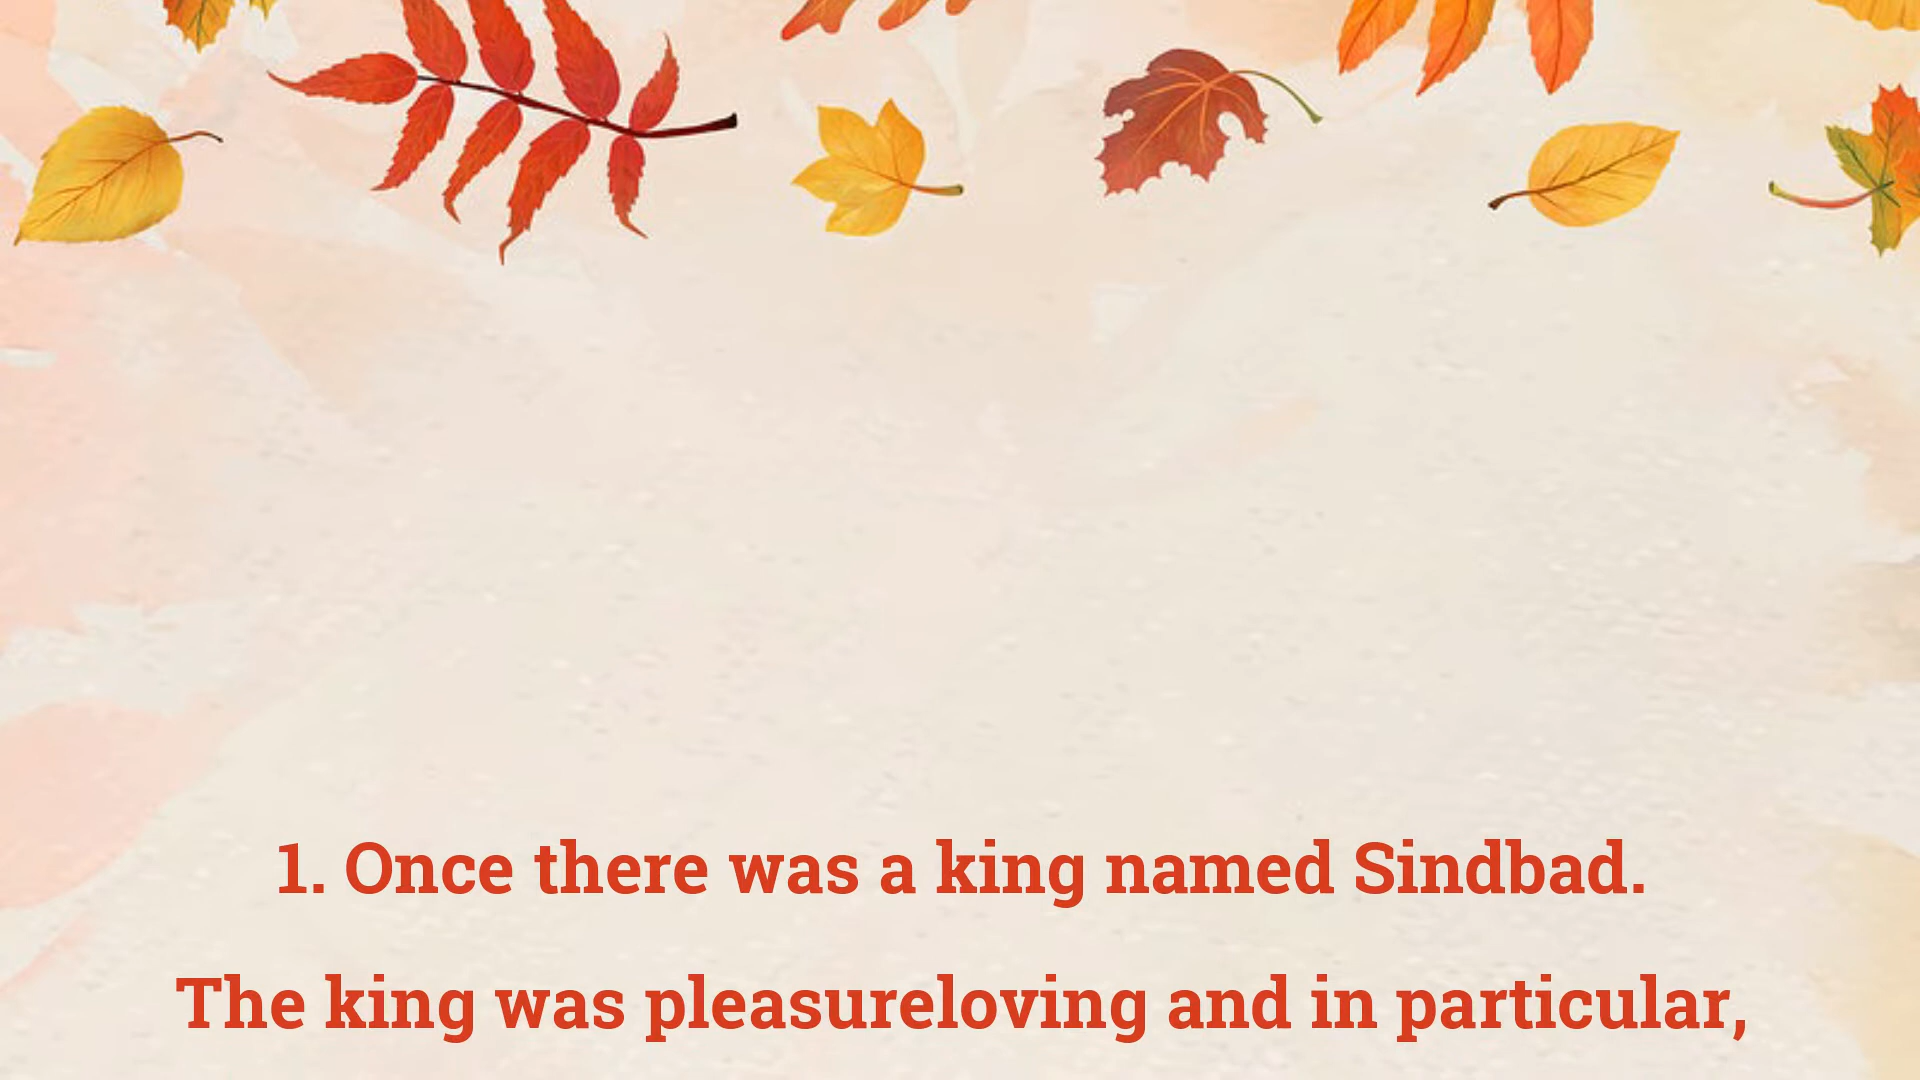 1. Once there was a king named Sindbad.
The king was pleasureloving and in particular,